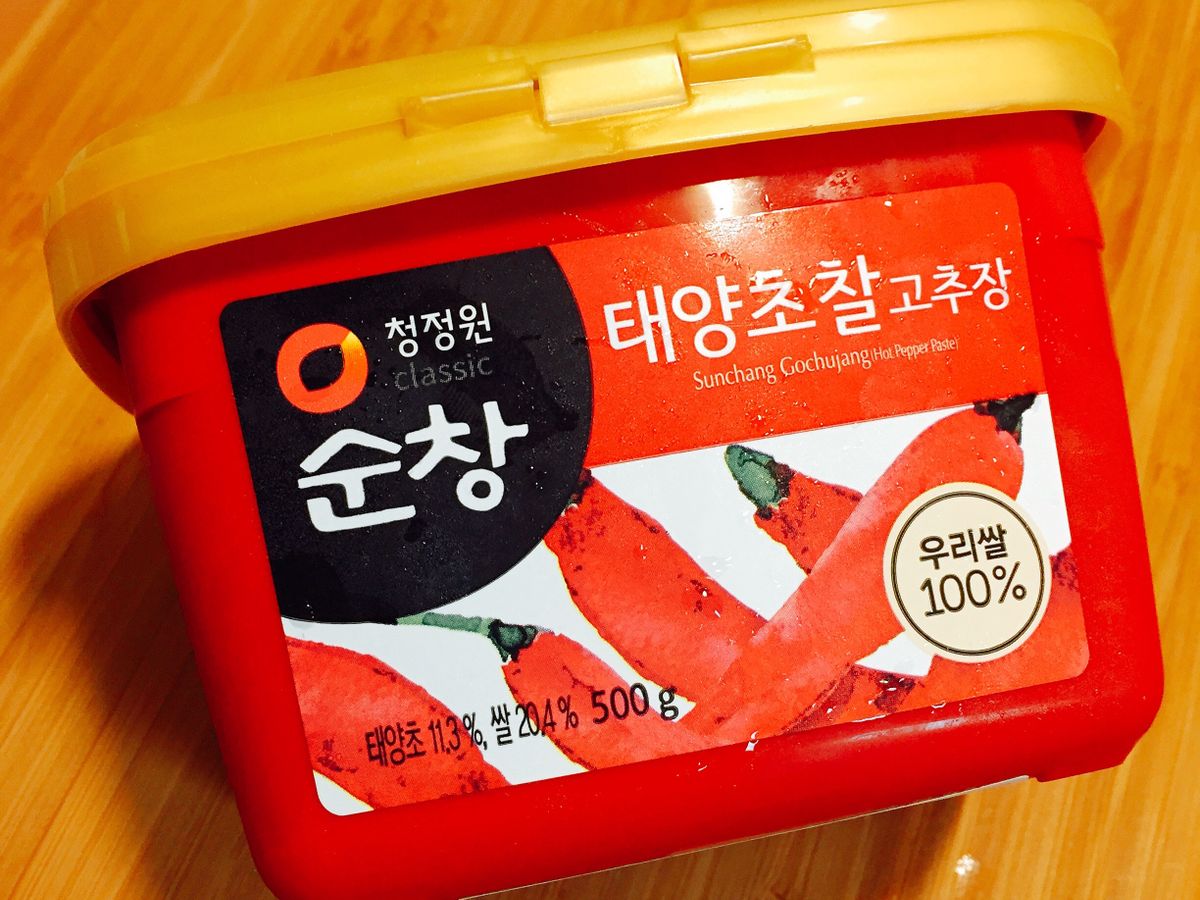 청정원
classic
순창
태양초찰고추장
Sunchang Gochujang(Hot Pepper Paste)
우리쌀
100%
태양초 11.3%, 쌀 20.4% 500 g